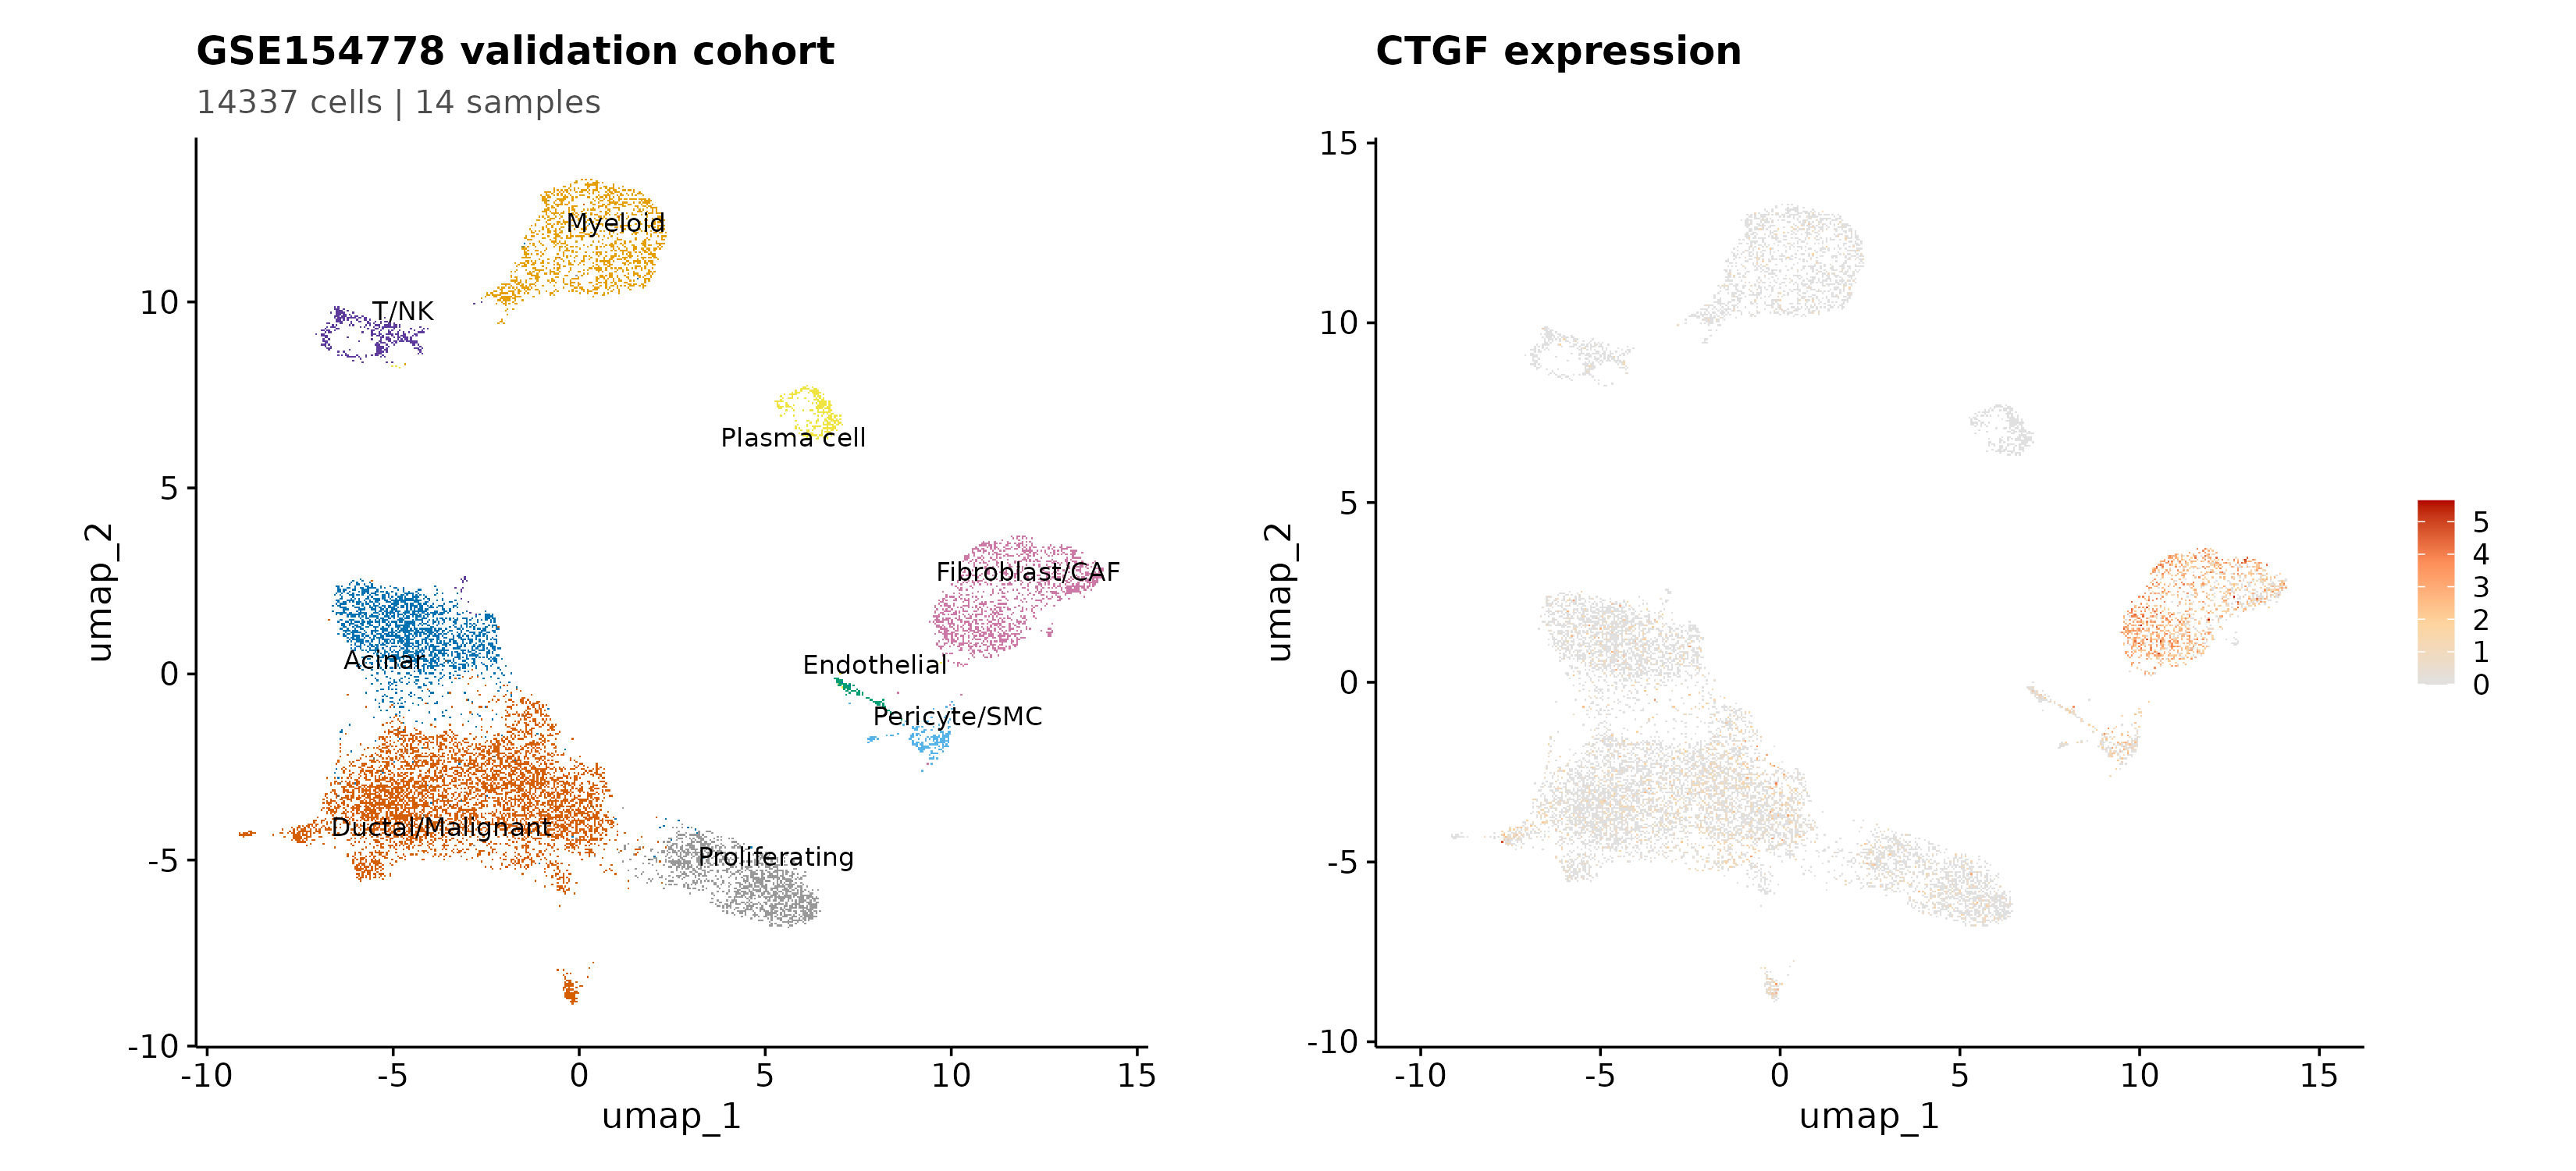 GSE154778 validation cohort
14337 cells | 14 samples
Myeloid
10
T/NK
Plasma cell
5
umap_2
Fibroblast/CAF
Acinar
Endothelial
0
Pericyte/SMC
Ductal/Malignant
Proliferating
-5
-10
-10 -5 0 5 10 15
umap_1
CTGF expression
15
10
5
umap_2
0
-5
-10
-10 -5 0 5 10 15
umap_1
5
4
3
2
1
0